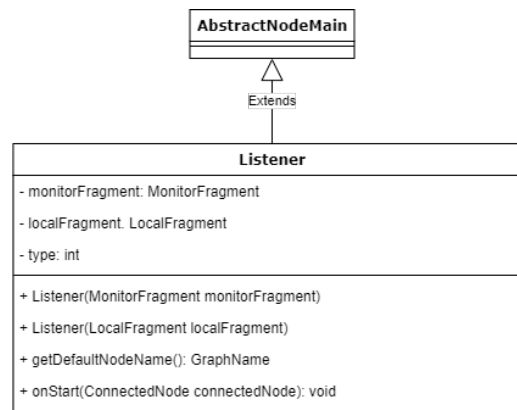 AbstractNodeMain
Extends
Listener
- monitorFragment: MonitorFragment
- localFragment. LocalFragment
- type: int
+ Listener(MonitorFragment monitorFragment)
+ Listener(LocalFragment localFragment)
+ getDefaultNodeName(): GraphName
+ onStart(ConnectedNode connectedNode): void